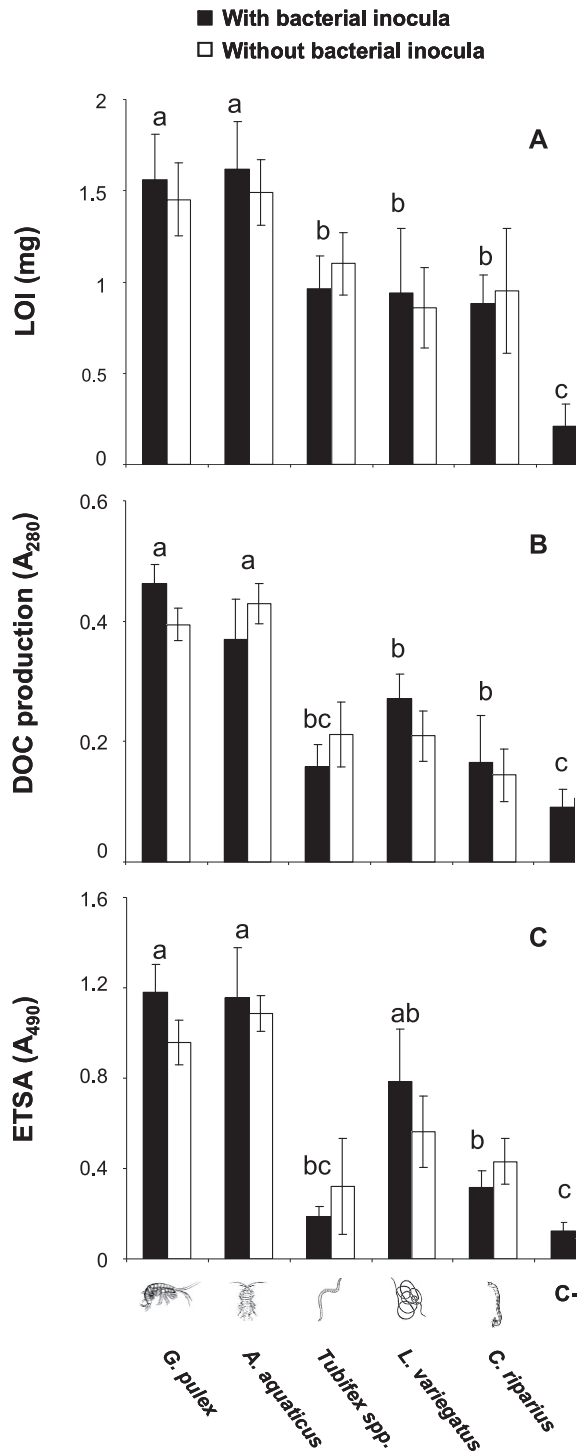 ■ With bacterial inocula
□ Without bacterial inocula
2
a
a
A
1.5
b
b
b
1
LOI (mg)
0.5
c
0
0.6
B
a
a
DOC production (A280)
0.4
b
b
bc
0.2
c
0
1.6
C
a
a
1.2
ab
ETSA (A490)
0.8
b
bc
0.4
c
0
C-
G. pulex
A. aquaticus
Tubifex spp.
L. variegatus
C. riparius